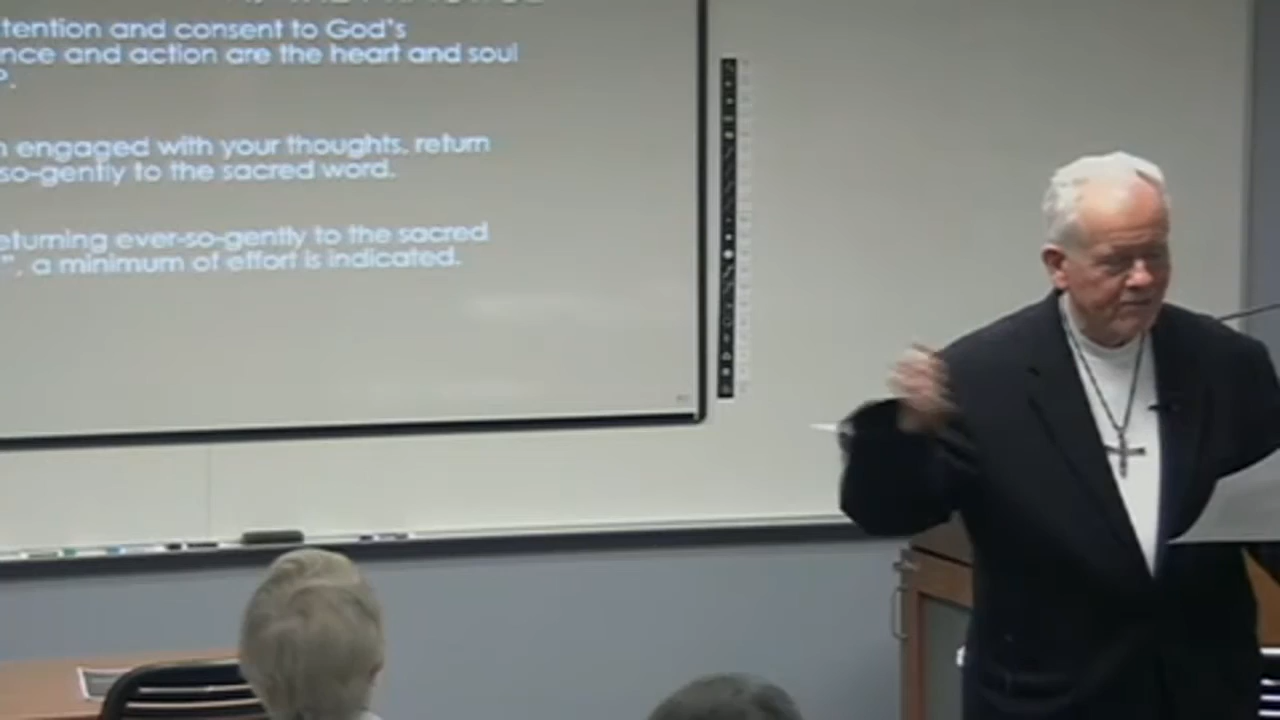 tention and consent to God's
nce and action are the heart and soul
P.
n engaged with your thoughts, return
so-gently to the sacred word.
eturning ever-so-gently to the sacred
", a minimum of effort is indicated.